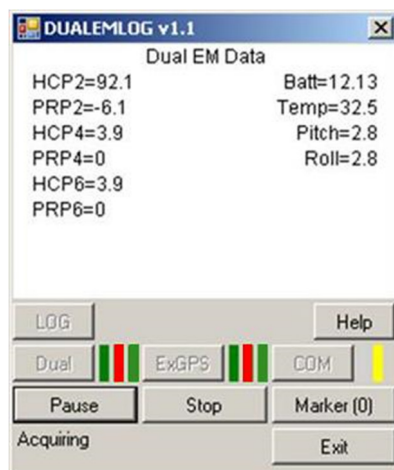 DUALEMLOG v1.1
Dual EM Data
HCP2=92.1 Batt=12.13
PRP2=-6.1 Temp=32.5
HCP4=3.9 Pitch=2.8
PRP4=0 Roll=2.8
HCP6=3.9
PRP6=0
LOG Help
Dual ExGPS COM
Pause Stop Marker (0)
Acquiring Exit